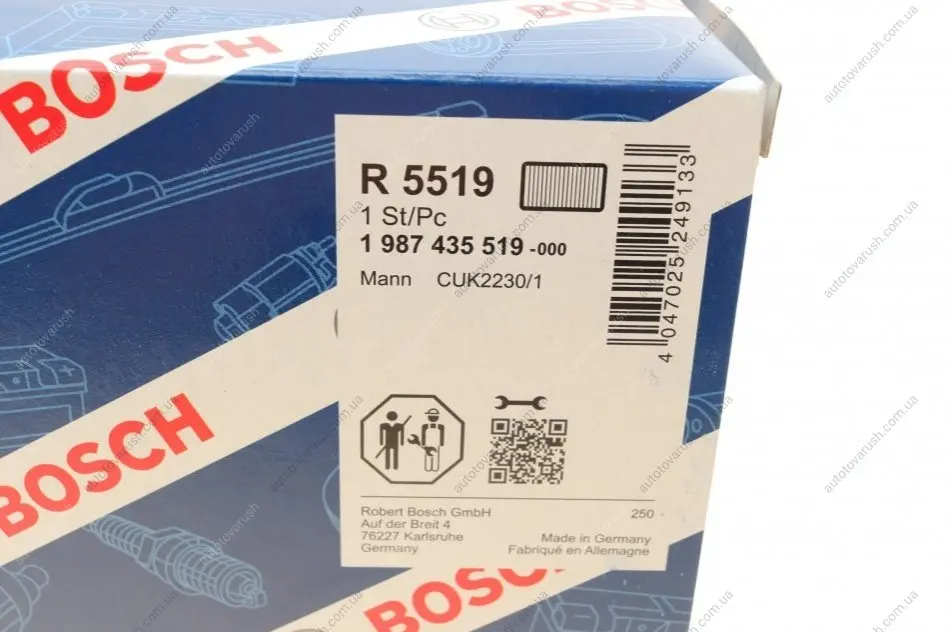 BOSCH
BOSCH
autotovarush.com.ua
R 5519
1 St/Pc
1 987 435 519 -000
Mann CUK2230/1
4 047025 249133
BOSCH
Robert Bosch GmbH
Auf der Breit 4
76227 Karlsruhe
Germany
250
Made in Germany
Fabriqué en Allemagne
BOSCH